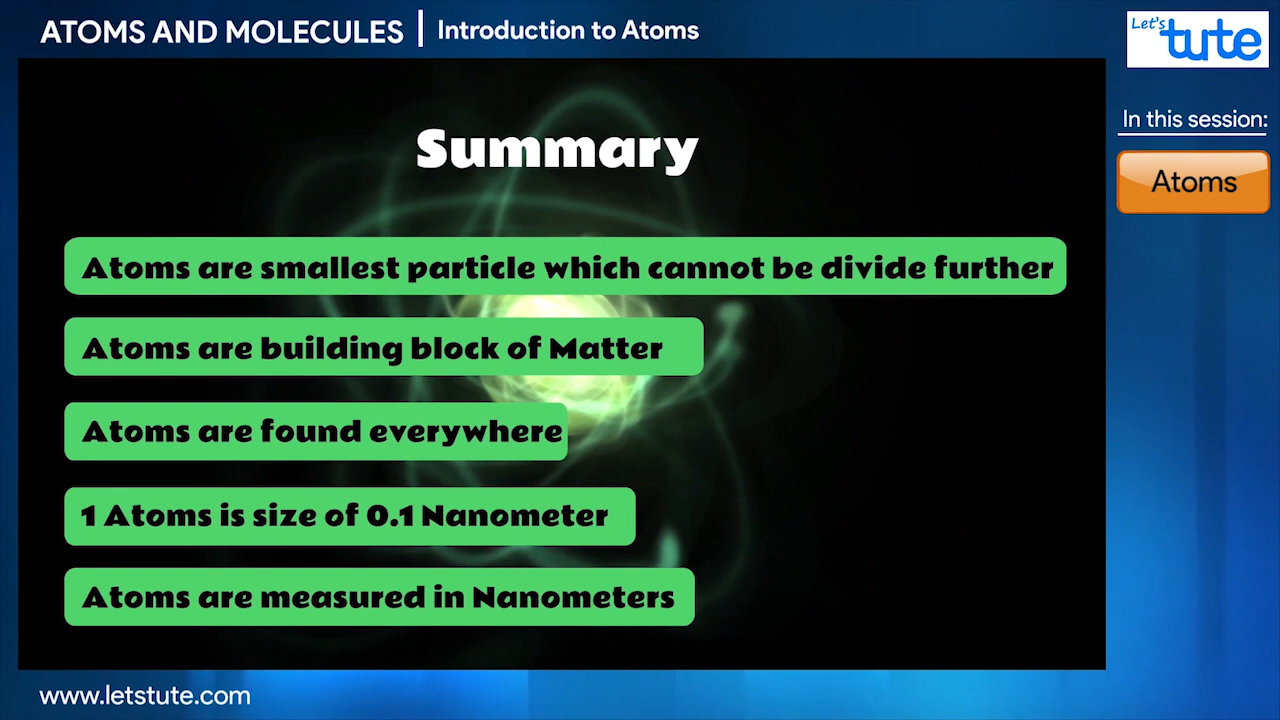 ATOMS AND MOLECULES | Introduction to Atoms
Let's tute
In this session:
Atoms
Summary
Atoms are smallest particle which cannot be divide further
Atoms are building block of Matter
Atoms are found everywhere
1 Atoms is size of 0.1 Nanometer
Atoms are measured in Nanometers
www.letstute.com